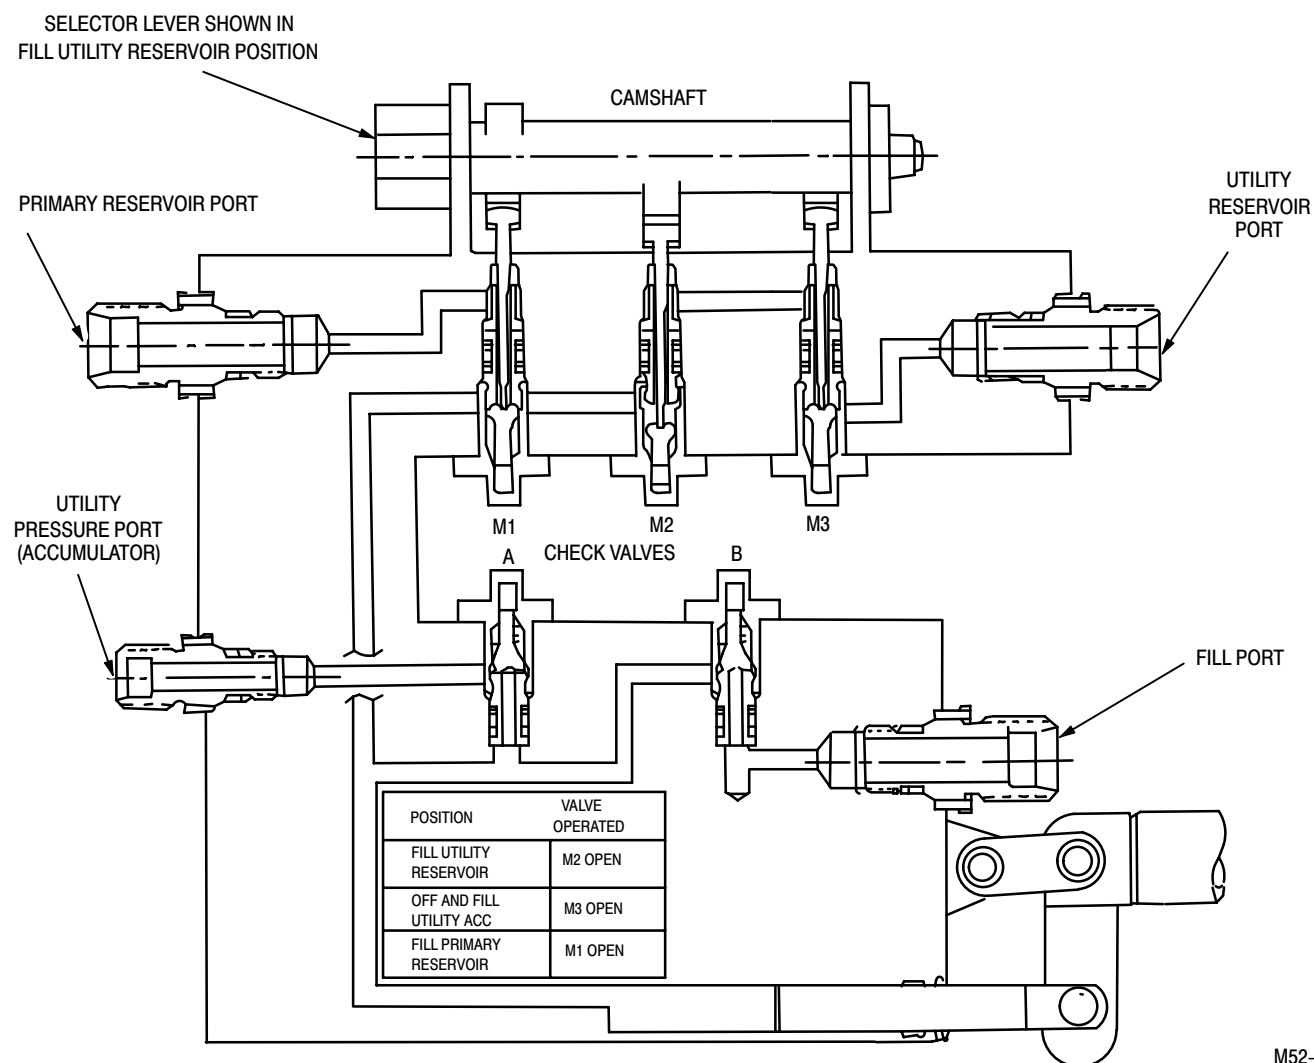 SELECTOR LEVER SHOWN IN
FILL UTILITY RESERVOIR POSITION
CAMSHAFT
PRIMARY RESERVOIR PORT
UTILITY
RESERVOIR
PORT
UTILITY
PRESSURE PORT
(ACCUMULATOR)
M1
M2
M3
CHECK VALVES
A
B
FILL PORT
POSITION
VALVE
OPERATED
FILL UTILITY
RESERVOIR
M2 OPEN
OFF AND FILL
UTILITY ACC
M3 OPEN
FILL PRIMARY
RESERVOIR
M1 OPEN
M52-